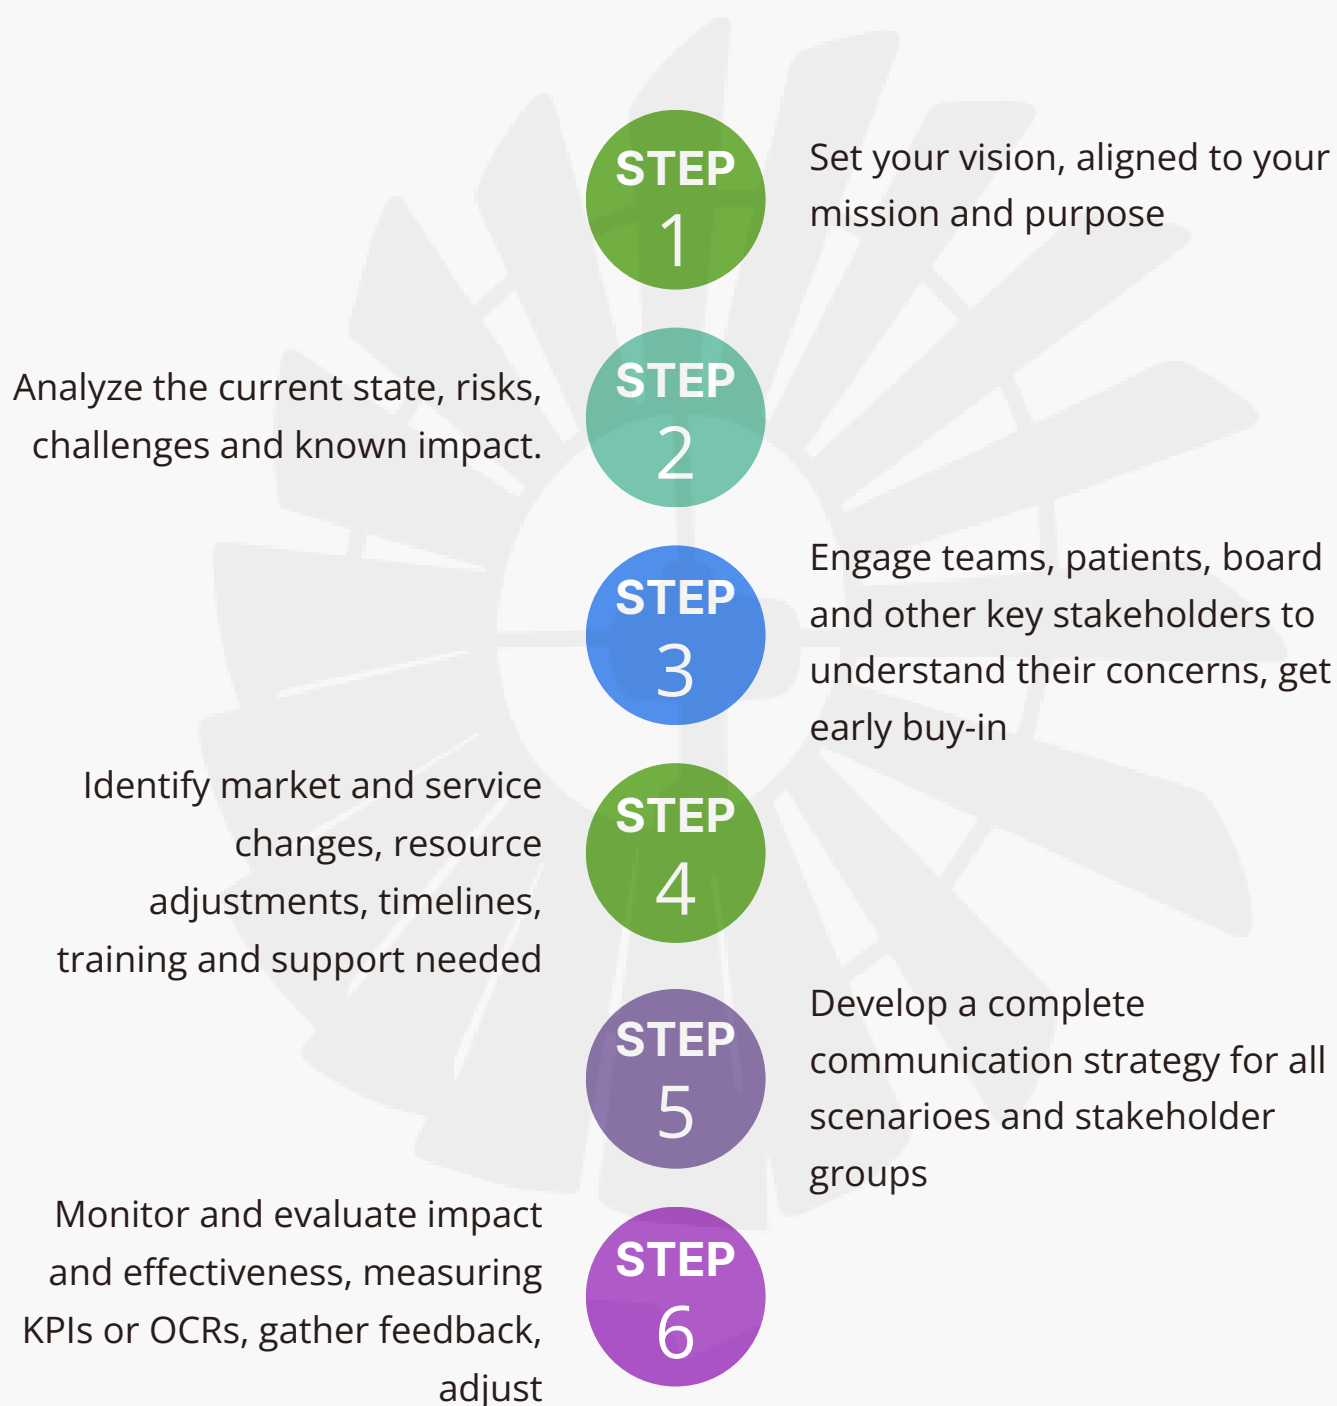 STEP
1
Set your vision, aligned to your
mission and purpose
STEP
2
Analyze the current state, risks,
challenges and known impact.
STEP
3
Engage teams, patients, board
and other key stakeholders to
understand their concerns, get
early buy-in
STEP
4
Identify market and service
changes, resource
adjustments, timelines,
training and support needed
STEP
5
Develop a complete
communication strategy for all
scenarioes and stakeholder
groups
STEP
6
Monitor and evaluate impact
and effectiveness, measuring
KPIs or OCRs, gather feedback,
adjust